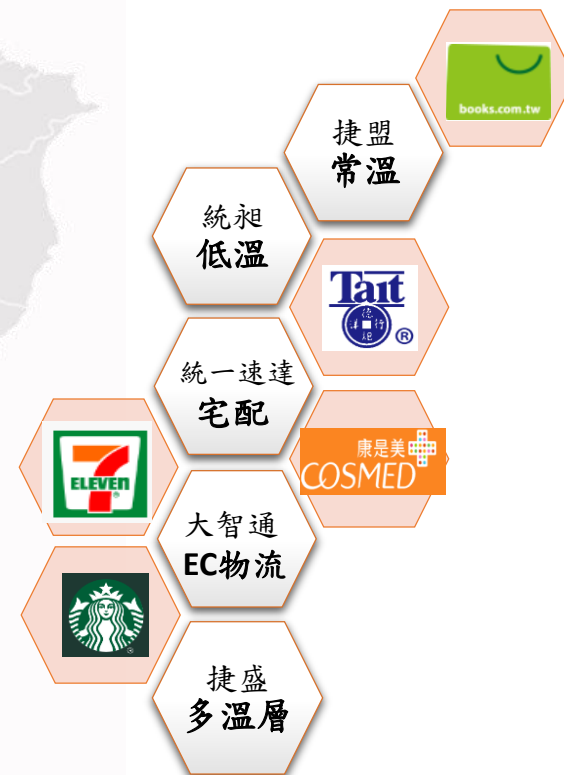 books.com.tw
捷盟
常溫
統昶
低溫
Tait
德
洋行
記
®
統一速達
宅配
康是美
COSMED
7
ELEVEn
®
大智通
EC物流
捷盛
多溫層